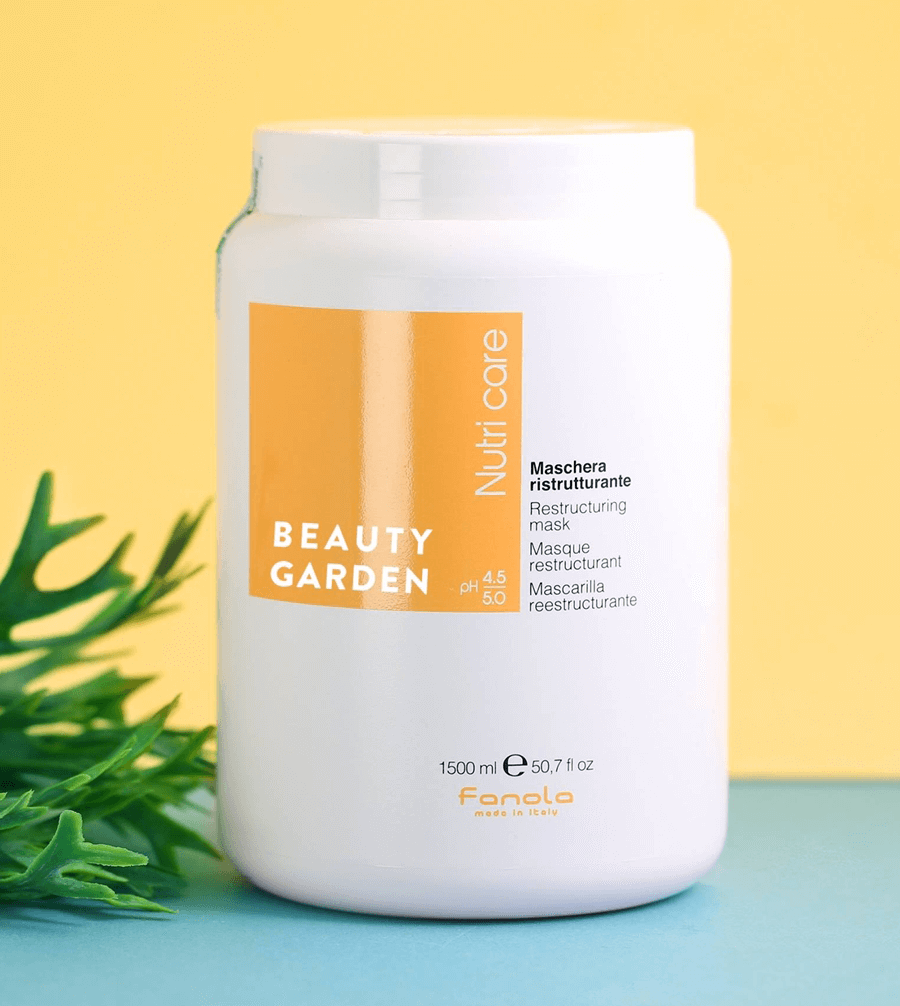 Nutri care
BEAUTY
GARDEN
pH 4.5
5.0
Maschera
ristrutturante
Restructuring
mask
Masque
restructurant
Mascarilla
reestructurante
1500 ml e 50,7 fl oz
Fanola
made in Italy